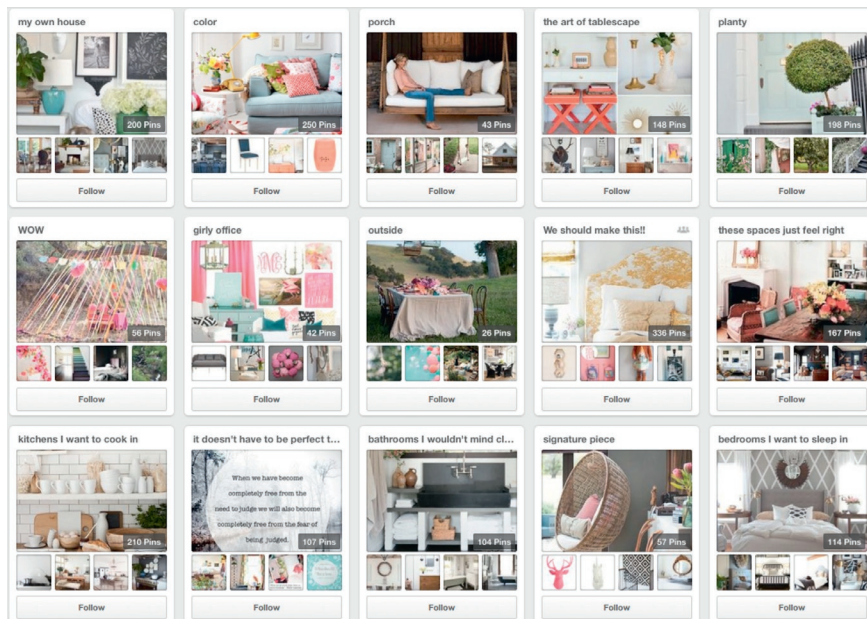 my own house
color
porch
the art of tablescape
planty
200 Pins
250 Pins
43 Pins
148 Pins
198 Pins
Follow
Follow
Follow
Follow
Follow
WOW
girly office
outside
We should make this!!
these spaces just feel right
56 Pins
42 Pins
26 Pins
336 Pins
167 Pins
Follow
Follow
Follow
Follow
Follow
kitchens I want to cook in
it doesn't have to be perfect t...
bathrooms I wouldn't mind cl...
signature piece
bedrooms I want to sleep in
When we have become
completely free from the
need to judge we will also become
completely free from the fear of
being judged.
210 Pins
107 Pins
104 Pins
57 Pins
114 Pins
Follow
Follow
Follow
Follow
Follow